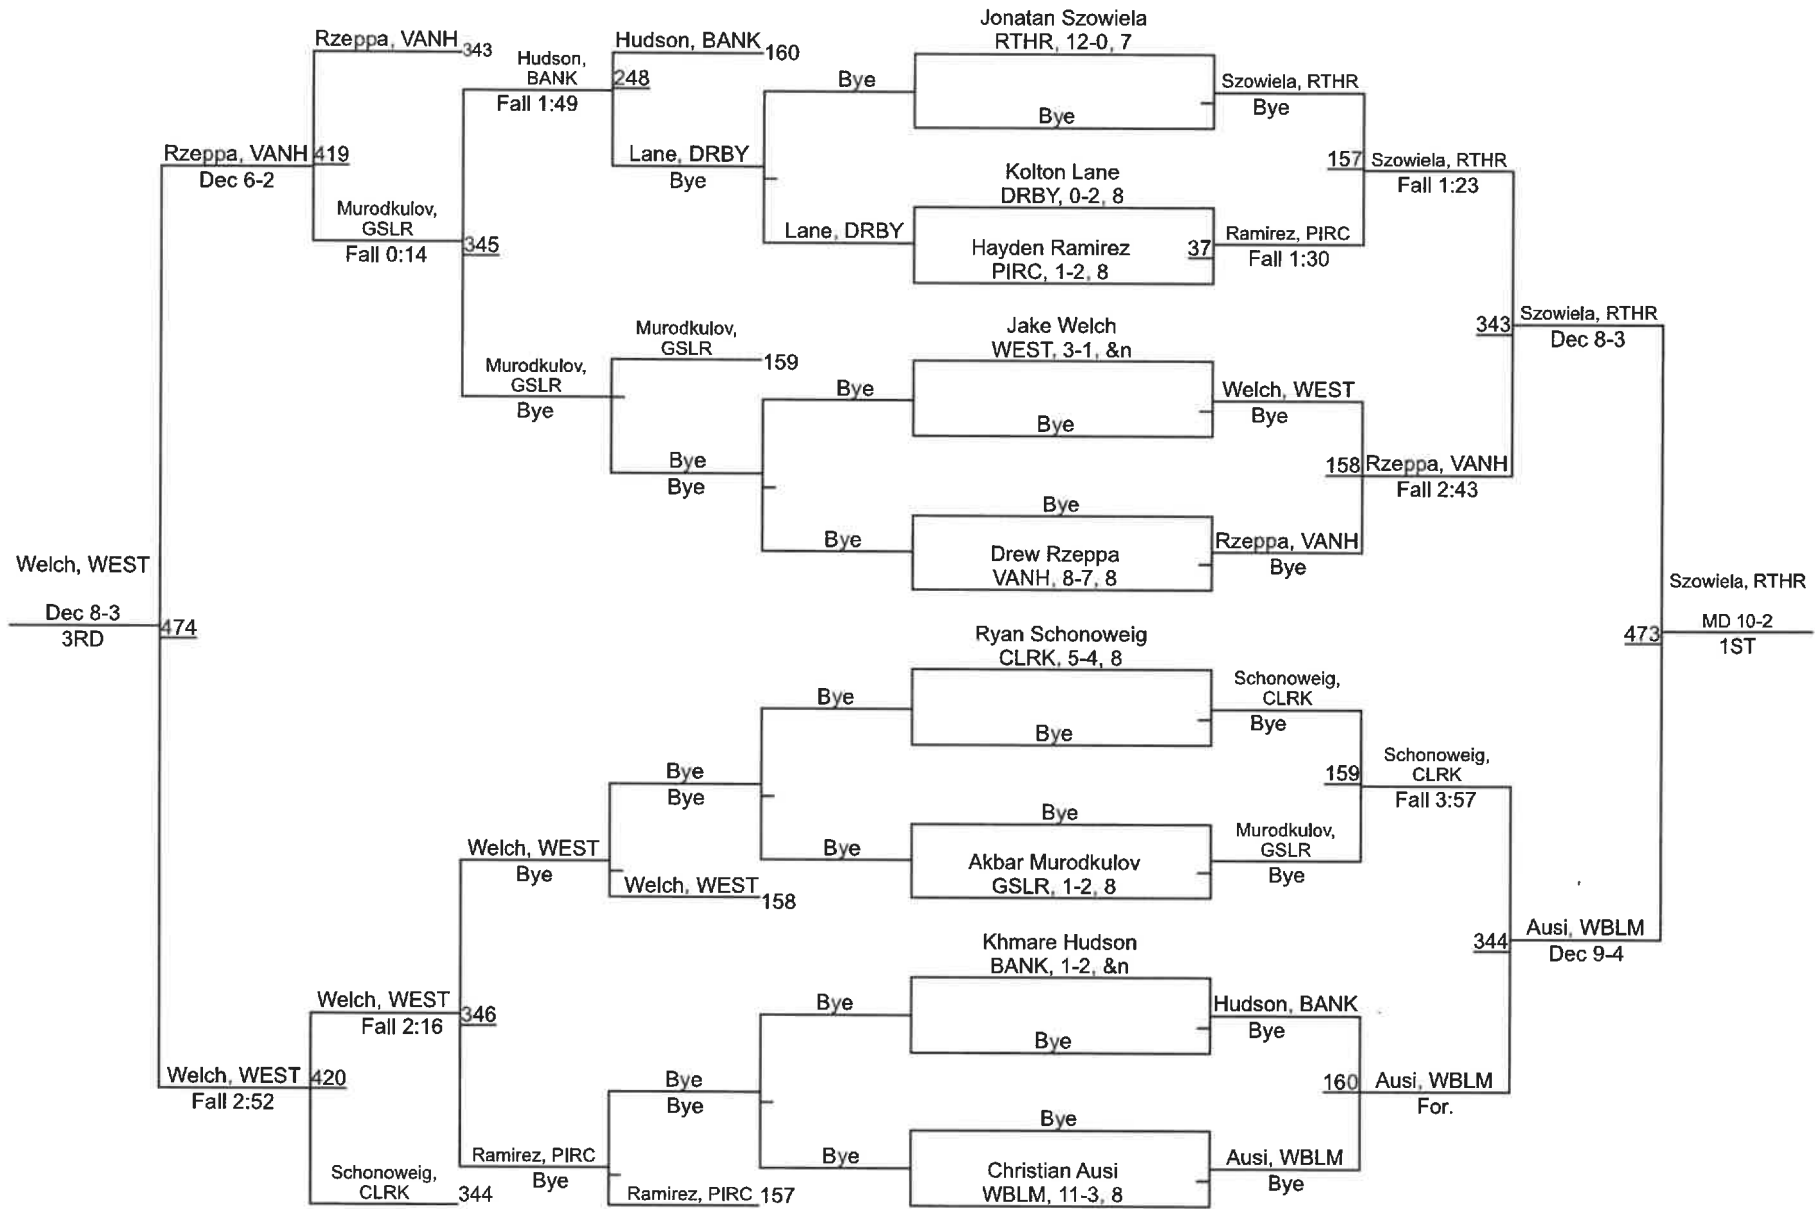 Jonatan Szowiela
RTHR, 12-0, 7
Rzeppa, VANH
343
Hudson, BANK
160
Hudson,
BANK
248
Fall 1:49
Bye
Bye
Szowiela, RTHR
Bye
Rzeppa, VANH
419
Dec 6-2
Lane, DRBY
Bye
Kolton Lane
DRBY, 0-2, 8
157
Szowiela, RTHR
Fall 1:23
Murodkulov,
GSLR
Fall 0:14
345
Lane, DRBY
Hayden Ramirez
PIRC, 1-2, 8
37
Ramirez, PIRC
Fall 1:30
Jake Welch
WEST, 3-1, &n
343
Szowiela, RTHR
Dec 8-3
Murodkulov,
GSLR
159
Murodkulov,
GSLR
Bye
Bye
Bye
Welch, WEST
Bye
Bye
Bye
158
Rzeppa, VANH
Fall 2:43
Bye
Bye
Drew Rzeppa
VANH, 8-7, 8
Rzeppa, VANH
Bye
Welch, WEST
Dec 8-3
3RD
474
Szowiela, RTHR
473
MD 10-2
1ST
Ryan Schonoweig
CLRK, 5-4, 8
Bye
Bye
Schonoweig,
CLRK
Bye
Bye
Bye
159
Schonoweig,
CLRK
Fall 3:57
Welch, WEST
Bye
Bye
Bye
Akbar Murodkulov
GSLR, 1-2, 8
Murodkulov,
GSLR
Bye
Welch, WEST
158
Khmare Hudson
BANK, 1-2, &n
344
Ausi, WBLM
Dec 9-4
Welch, WEST
Fall 2:16
346
Bye
Bye
Hudson, BANK
Bye
Welch, WEST
420
Fall 2:52
Bye
Bye
160
Ausi, WBLM
For.
Bye
Ramirez, PIRC
Bye
Bye
Christian Ausi
WBLM, 11-3, 8
Ausi, WBLM
Bye
Schonoweig,
CLRK
344
Ramirez, PIRC
157